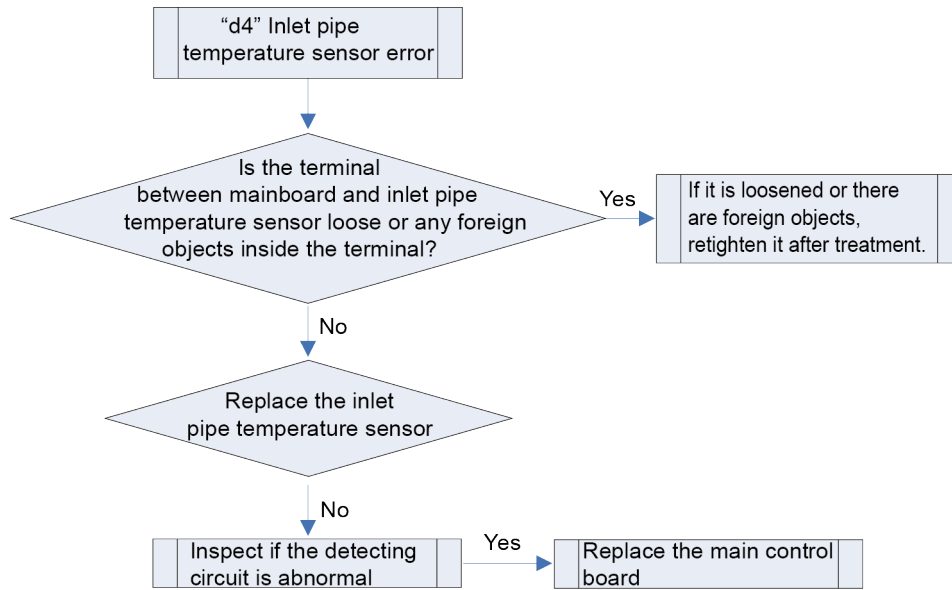 “d4” Inlet pipe
temperature sensor error
Is the terminal
between mainboard and inlet pipe
temperature sensor loose or any foreign
objects inside the terminal?
Yes
If it is loosened or there
are foreign objects,
retighten it after treatment.
No
Replace the inlet
pipe temperature sensor
No
Inspect if the detecting
circuit is abnormal
Yes
Replace the main control
board